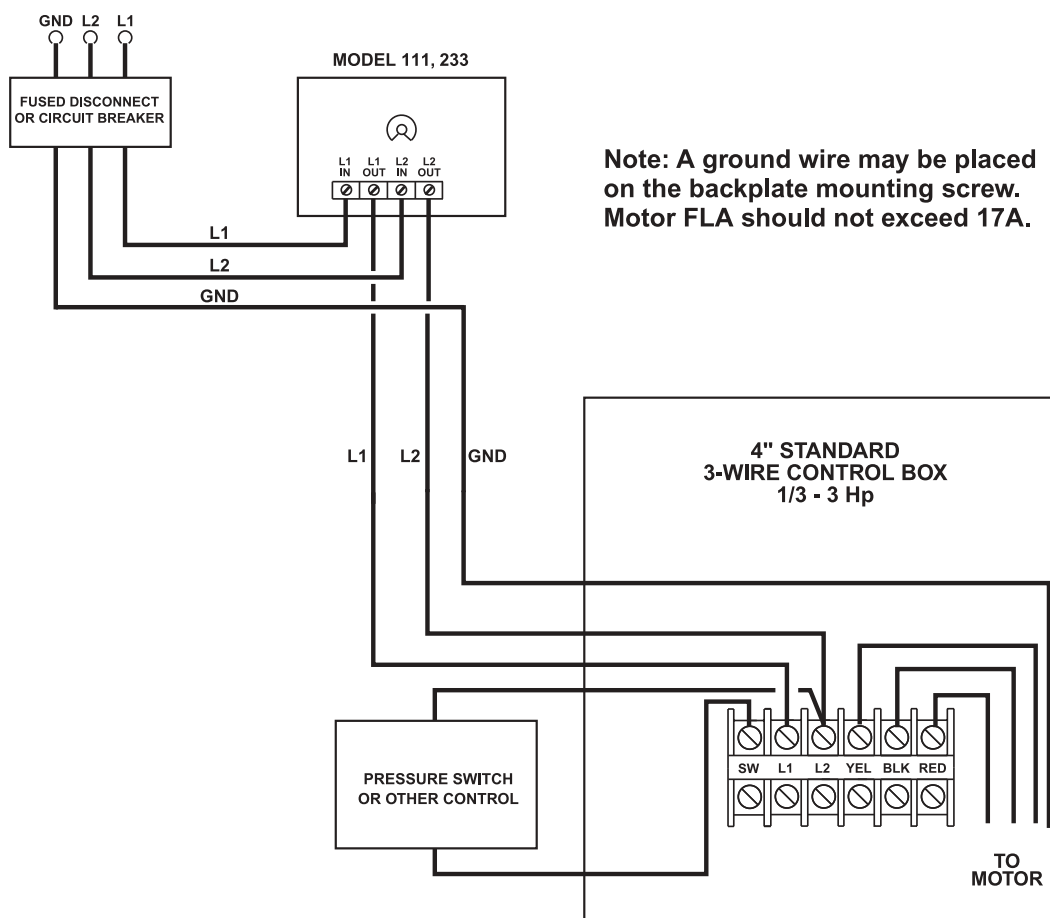 GND L2 L1
FUSED DISCONNECT
OR CIRCUIT BREAKER
MODEL 111, 233
L1 L1 L2 L2
IN OUT IN OUT
Note: A ground wire may be placed
on the backplate mounting screw.
Motor FLA should not exceed 17A.
L1
L2
GND
L1 L2 GND
4" STANDARD
3-WIRE CONTROL BOX
1/3 - 3 Hp
PRESSURE SWITCH
OR OTHER CONTROL
SW L1 L2 YEL BLK RED
TO
MOTOR